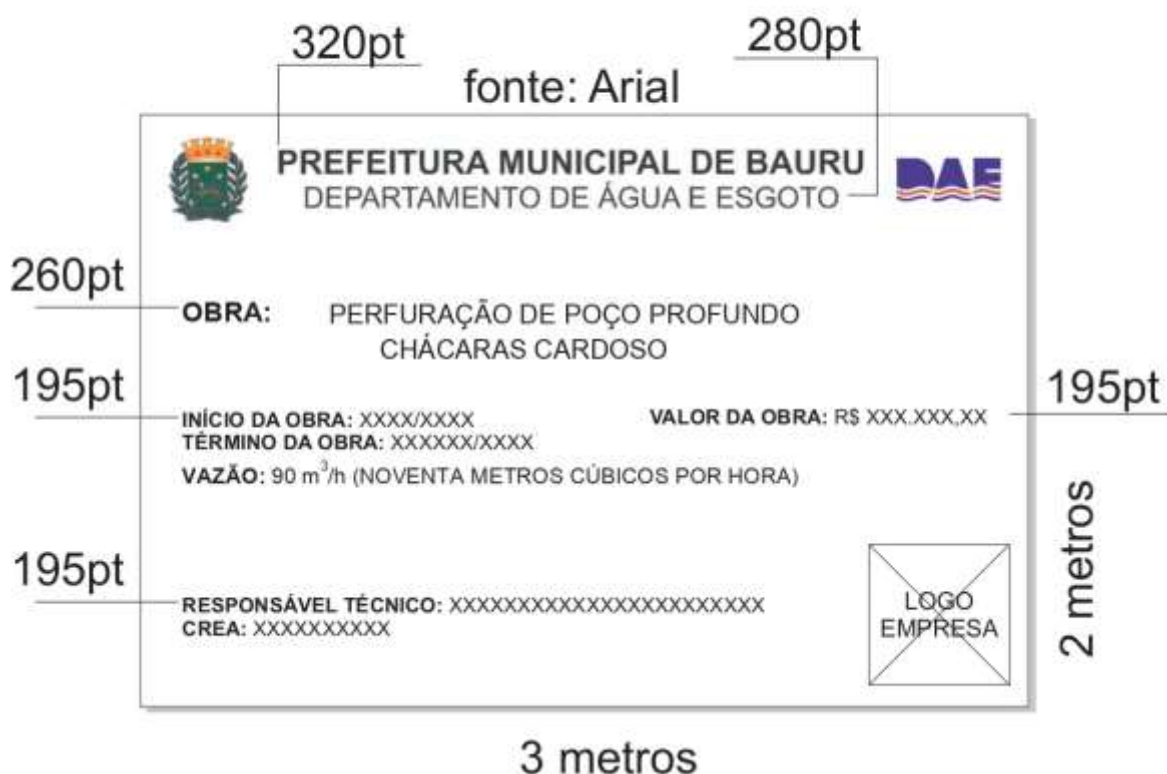 320pt
280pt
fonte: Arial
PREFEITURA MUNICIPAL DE BAURU
DEPARTAMENTO DE ÁGUA E ESGOTO
DAE
260pt
OBRA: PERFURAÇÃO DE POÇO PROFUNDO
CHÁCARAS CARDOSO
195pt
195pt
INÍCIO DA OBRA: XXXX/XXXX
VALOR DA OBRA: R$ XXX.XXX,XX
TÉRMINO DA OBRA: XXXXXX/XXXX
VAZÃO: 90 m³/h (NOVENTA METROS CÚBICOS POR HORA)
2 metros
195pt
RESPONSÁVEL TÉCNICO: XXXXXXXXXXXXXXXXXXXXXXX
CREA: XXXXXXXXXX
LOGO
EMPRESA
3 metros